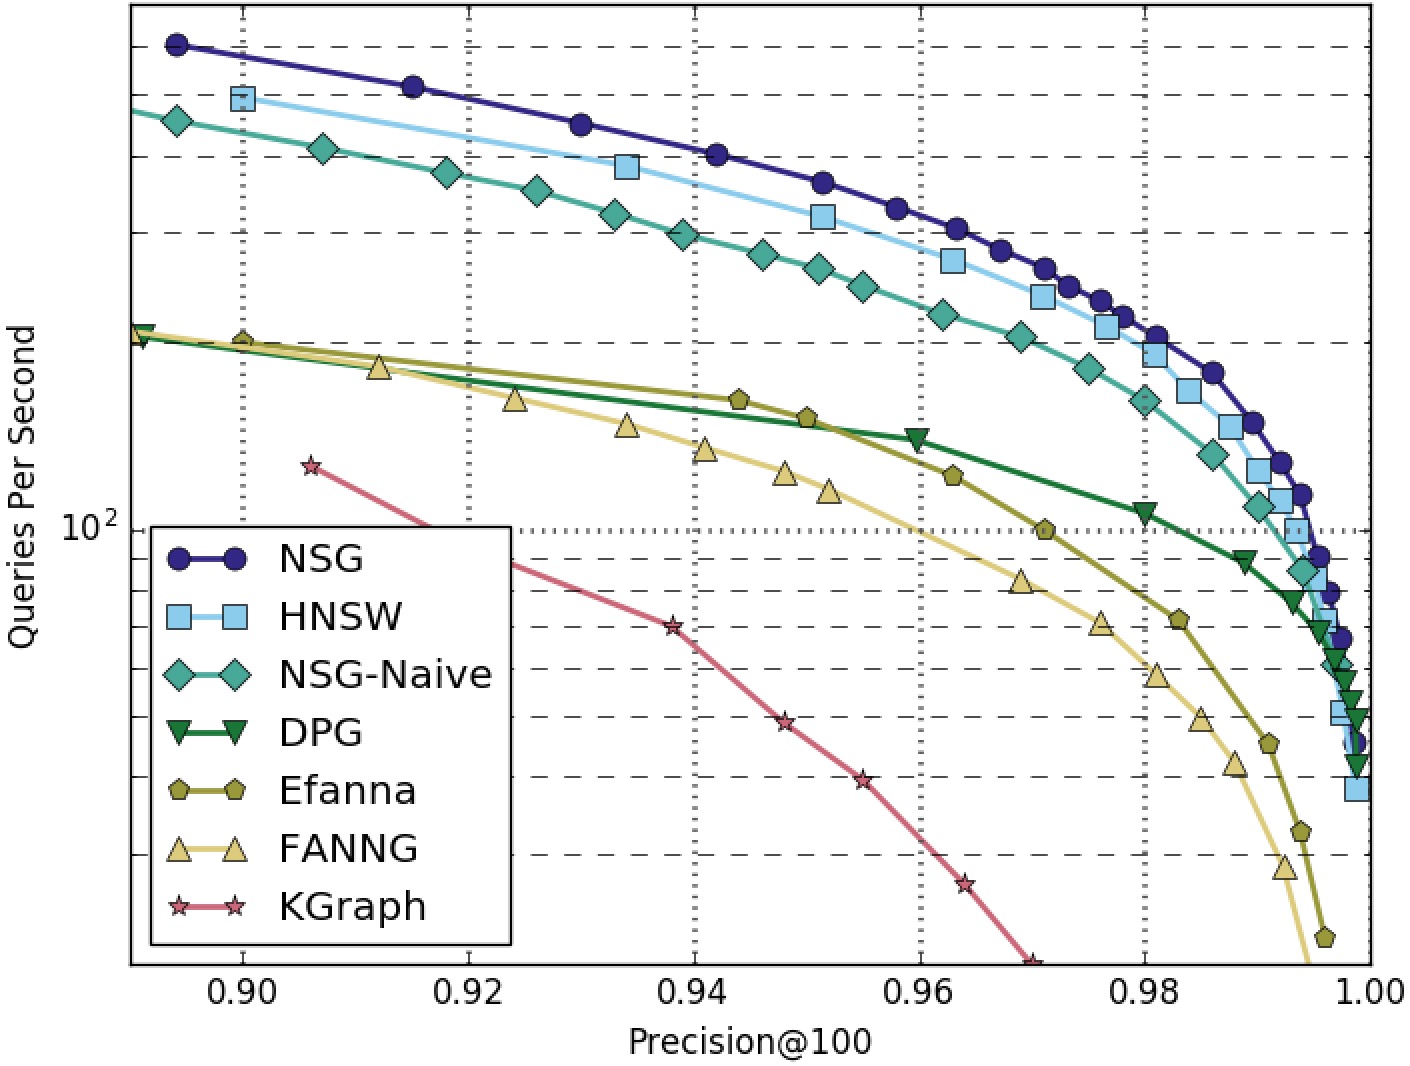 Queries Per Second
10²
NSG
HNSW
NSG-Naive
DPG
Efanna
FANNG
KGraph
0.90 0.92 0.94 0.96 0.98 1.00
Precision@100